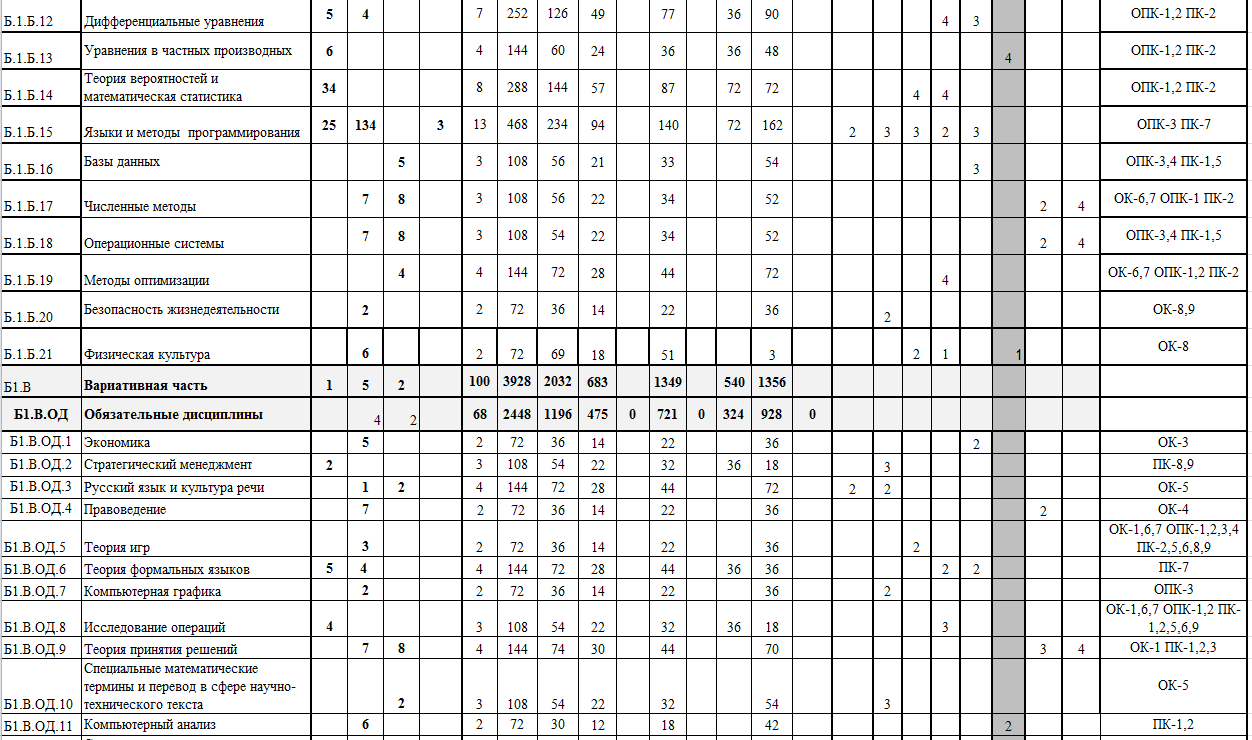 Б.1.Б.12 Дифференциальные уравнения 5 4 7 252 126 49 77 36 90 4 3 ОПК-1,2 ПК-2
Б.1.Б.13 Уравнения в частных производных 6 4 144 60 24 36 36 48 4 ОПК-1,2 ПК-2
Б.1.Б.14 Теория вероятностей и
математическая статистика 34 8 288 144 57 87 72 72 4 4 ОПК-1,2 ПК-2
Б.1.Б.15 Языки и методы программирования 25 134 3 13 468 234 94 140 72 162 2 3 3 2 3 ОПК-3 ПК-7
Б.1.Б.16 Базы данных 5 3 108 56 21 33 54 3 ОПК-3,4 ПК-1,5
Б.1.Б.17 Численные методы 7 8 3 108 56 22 34 52 2 4 ОК-6,7 ОПК-1 ПК-2
Б.1.Б.18 Операционные системы 7 8 3 108 54 22 34 52 2 4 ОПК-3,4 ПК-1,5
Б.1.Б.19 Методы оптимизации 4 4 144 72 28 44 72 4 ОК-6,7 ОПК-1,2 ПК-2
Б.1.Б.20 Безопасность жизнедеятельности 2 2 72 36 14 22 36 2 ОК-8,9
Б.1.Б.21 Физическая культура 6 2 72 69 18 51 3 2 1 1 ОК-8
Б1.В Вариативная часть 1 5 2 100 3928 2032 683 1349 540 1356
Б1.В.ОД Обязательные дисциплины 4 2 68 2448 1196 475 0 721 0 324 928 0
Б1.В.ОД.1 Экономика 5 2 72 36 14 22 36 2 ОК-3
Б1.В.ОД.2 Стратегический менеджмент 2 3 108 54 22 32 36 18 3 ПК-8,9
Б1.В.ОД.3 Русский язык и культура речи 1 2 4 144 72 28 44 72 2 2 ОК-5
Б1.В.ОД.4 Правоведение 7 2 72 36 14 22 36 2 ОК-4
Б1.В.ОД.5 Теория игр 3 2 72 36 14 22 36 2 ОК-1,6,7 ОПК-1,2,3,4
ПК-2,5,6,8,9
Б1.В.ОД.6 Теория формальных языков 5 4 4 144 72 28 44 36 36 2 2 ПК-7
Б1.В.ОД.7 Компьютерная графика 2 2 72 36 14 22 36 2 ОПК-3
Б1.В.ОД.8 Исследование операций 4 3 108 54 22 32 36 18 3 ОК-1,6,7 ОПК-1,2 ПК-
1,2,5,6,9
Б1.В.ОД.9 Теория принятия решений 7 8 4 144 74 30 44 70 3 4 ОК-1 ПК-1,2,3
Специальные математические
термины и перевод в сфере научно-
Б1.В.ОД.10 технического текста 2 3 108 54 22 32 54 3 ОК-5
Б1.В.ОД.11 Компьютерный анализ 6 2 72 30 12 18 42 2 ПК-1,2